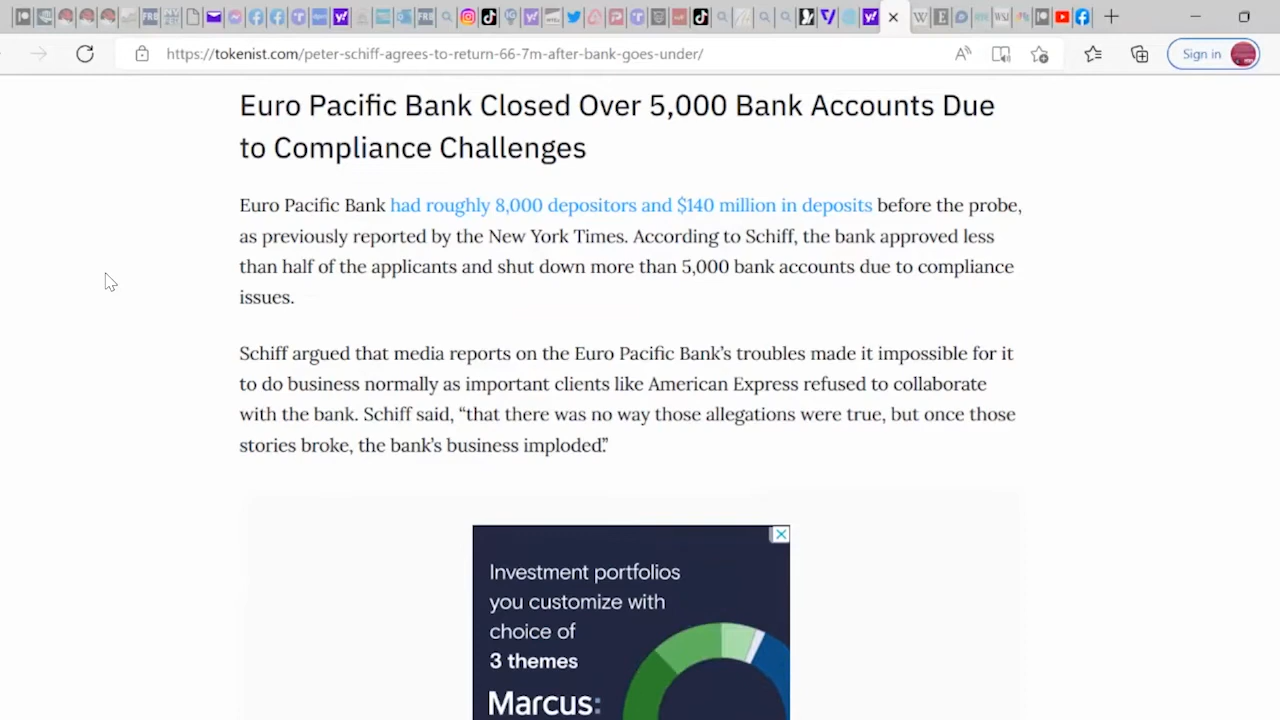 https://tokenist.com/peter-schiff-agrees-to-return-66-7m-after-bank-goes-under/
Sign in
Euro Pacific Bank Closed Over 5,000 Bank Accounts Due
to Compliance Challenges
Euro Pacific Bank had roughly 8,000 depositors and $140 million in deposits before the probe,
as previously reported by the New York Times. According to Schiff, the bank approved less
than half of the applicants and shut down more than 5,000 bank accounts due to compliance
issues.
Schiff argued that media reports on the Euro Pacific Bank’s troubles made it impossible for it
to do business normally as important clients like American Express refused to collaborate
with the bank. Schiff said, “that there was no way those allegations were true, but once those
stories broke, the bank’s business imploded.”
Investment portfolios
you customize with
choice of
3 themes
Marcus: